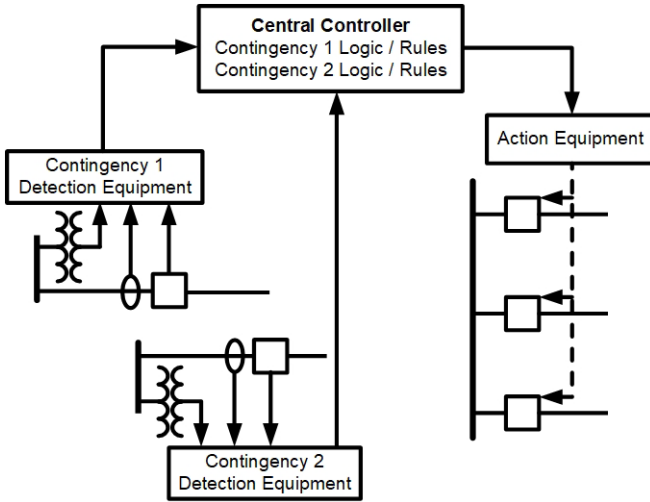 Central Controller
Contingency 1 Logic / Rules
Contingency 2 Logic / Rules
Contingency 1
Detection Equipment
Action Equipment
Contingency 2
Detection Equipment